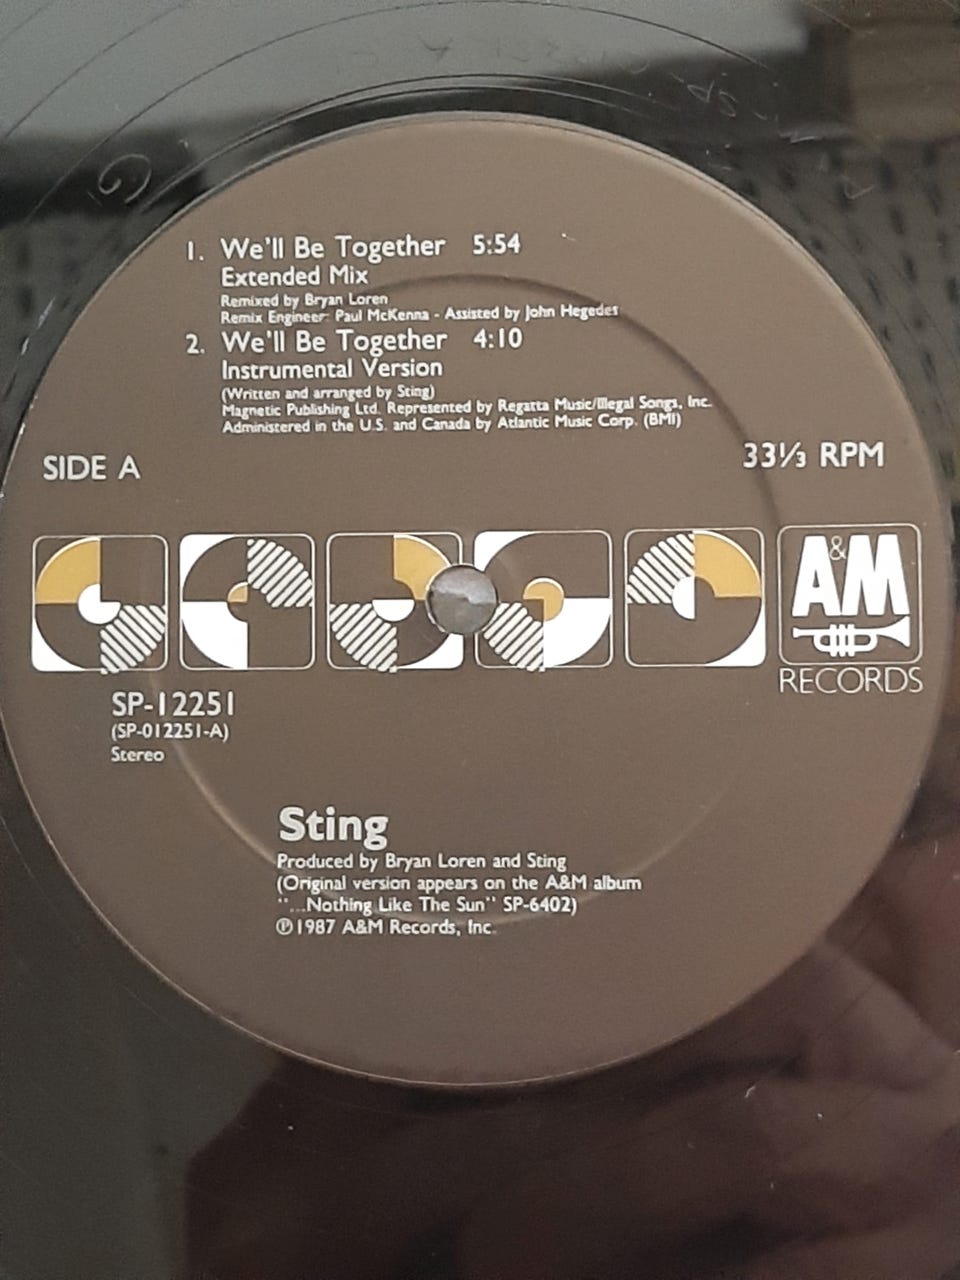 1. We'll Be Together 5:54
Extended Mix
Remixed by Bryan Loren
Remix Engineer: Paul McKenna - Assisted by John Hegedes
2. We'll Be Together 4:10
Instrumental Version
(Written and arranged by Sting)
Magnetic Publishing Ltd. Represented by Regatta Music/Illegal Songs, Inc.
Administered in the U.S. and Canada by Atlantic Music Corp. (BMI)
SIDE A
33⅓ RPM
A&M
RECORDS
SP-12251
(SP-012251-A)
Stereo
Sting
Produced by Bryan Loren and Sting
(Original version appears on the A&M album
"...Nothing Like The Sun" SP-6402)
℗1987 A&M Records, Inc.